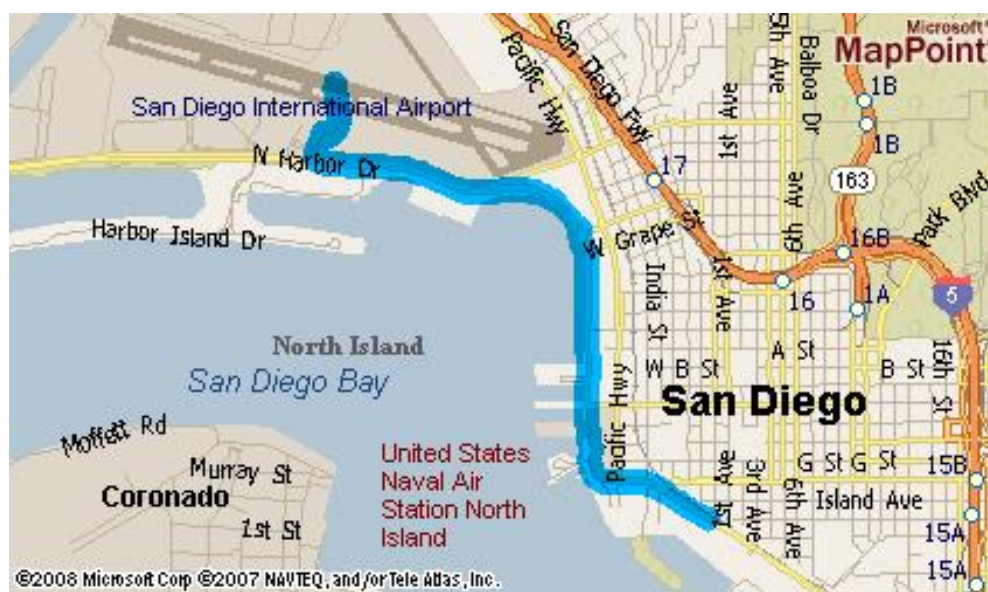 Microsoft
MapPoint
Pacific Hwy
San Diego Fwy
5th Ave
Balboa Dr
1B
San Diego International Airport
1st Ave
1B
N Harbor Dr
17
163
Park Blvd
6th Ave
Harbor Island Dr
W Grape St
16B
India St
1st Ave
16
1A
5
North Island
A St
16th St
San Diego Bay
W B St
B St
Pacific Hwy
San Diego
Moffett Rd
United States
Naval Air
Station North
Island
Murray St
Coronado
1st St
1st Ave
3rd Ave
G St
G St
15B
6th Ave
Island Ave
15A
15A
©2008 Microsoft Corp ©2007 NAVTEQ, and/or Tele Atlas, Inc.